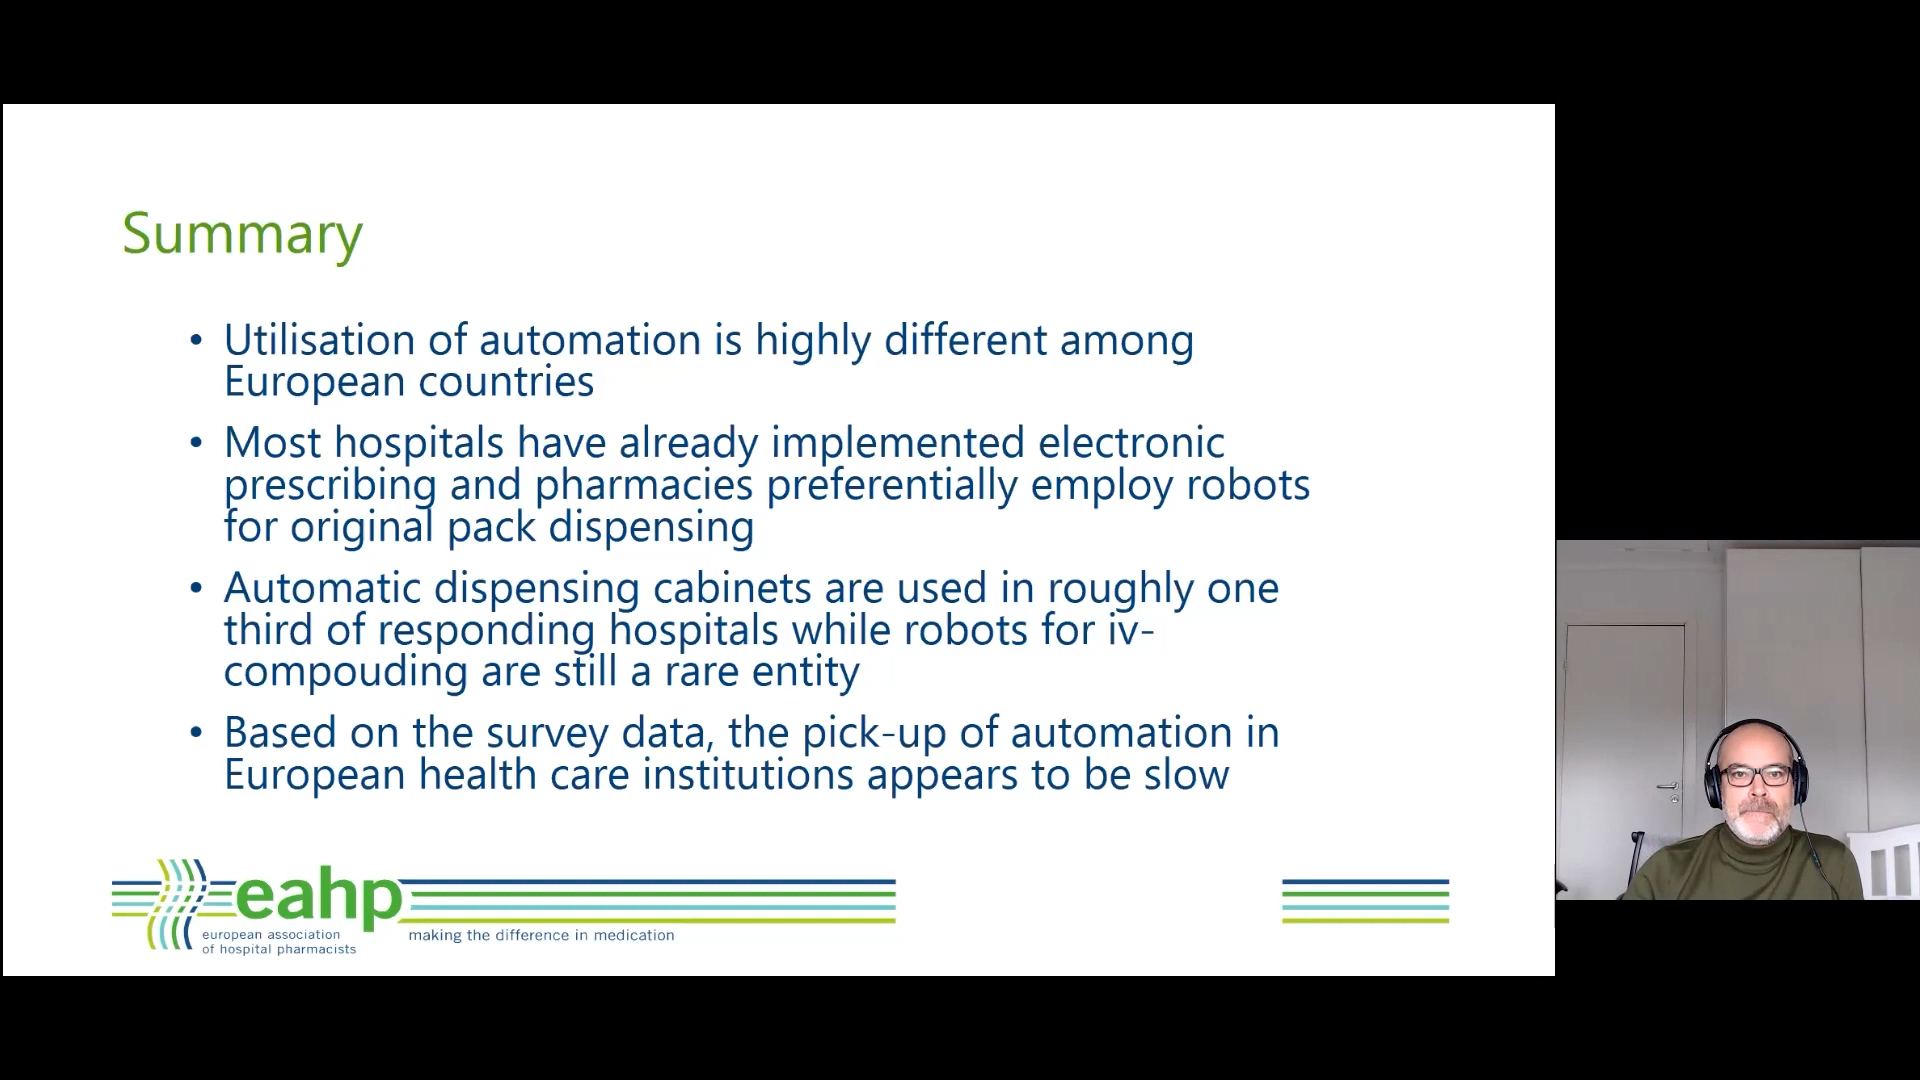 Summary
• Utilisation of automation is highly different among
European countries
• Most hospitals have already implemented electronic
prescribing and pharmacies preferentially employ robots
for original pack dispensing
• Automatic dispensing cabinets are used in roughly one
third of responding hospitals while robots for iv-
compouding are still a rare entity
• Based on the survey data, the pick-up of automation in
European health care institutions appears to be slow
eahp
european association
of hospital pharmacists
making the difference in medication